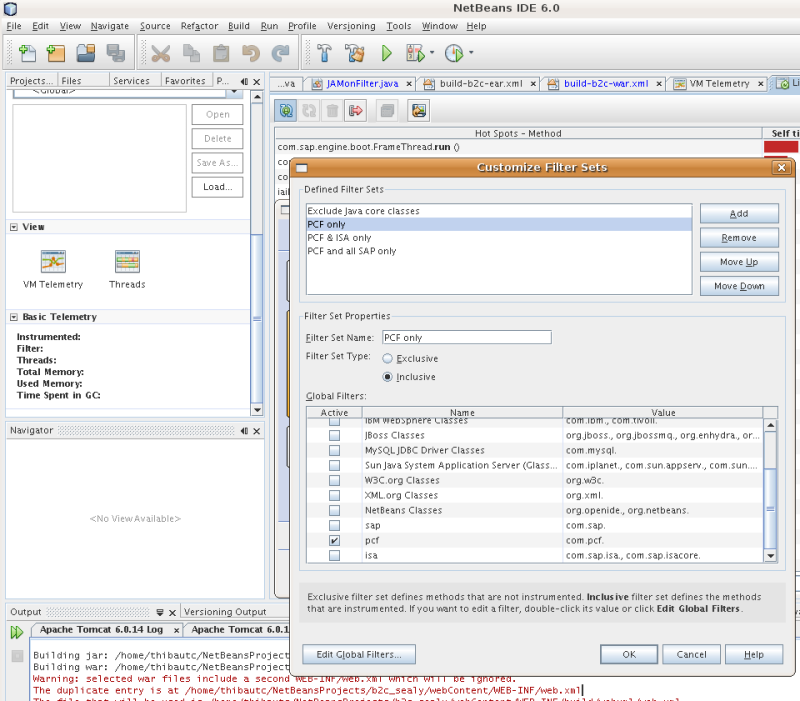 NetBeans IDE 6.0
File Edit View Navigate Source Refactor Build Run Profile Versioning Tools Window Help
Projects... Files Services Favorites P...
...va JAMonFilter.java build-b2c-ear.xml build-b2c-war.xml VM Telemetry Li
<Global>
Open
Delete
Save As...
Load...
Hot Spots - Method Self ti
com.sap.engine.boot.FrameThread.run ()
co
co
iail
View
VM Telemetry Threads
Basic Telemetry
Instrumented:
Filter:
Threads:
Total Memory:
Used Memory:
Time Spent in GC:
Navigator
<No View Available>
Customize Filter Sets
Defined Filter Sets
Exclude Java core classes
PCF only
PCF & ISA only
PCF and all SAP only
Add
Remove
Move Up
Move Down
Filter Set Properties
Filter Set Name: PCF only
Filter Set Type: Exclusive
Inclusive
Global Filters:
Active Name Value
IBM WebSphere Classes com.ibm., com.tivoli.
JBoss Classes org.jboss., org.jbossmq., org.enhydra., or...
MySQL JDBC Driver Classes com.mysql.
Sun Java System Application Server (Glass... com.iplanet., com.sun.appserv., com.sun....
W3C.org Classes org.w3c.
XML.org Classes org.xml.
NetBeans Classes org.openide., org.netbeans.
sap com.sap.
pcf com.pcf.
isa com.sap.isa., com.sap.isacore.
Exclusive filter set defines methods that are not instrumented. Inclusive filter set defines the methods
that are instrumented. If you want to edit a filter, double-click its value or click Edit Global Filters.
Edit Global Filters... OK Cancel Help
Output Versioning Output
Apache Tomcat 6.0.14 Log Apache Tomcat 6.0.1
Building jar: /home/thibautc/NetBeansProject
Building war: /home/thibautc/NetBeansProject
Warning: selected war files include a second WEB-INF/web.xml which will be ignored.
The duplicate entry is at /home/thibautc/NetBeansProjects/b2c_sealy/webContent/WEB-INF/web.xml